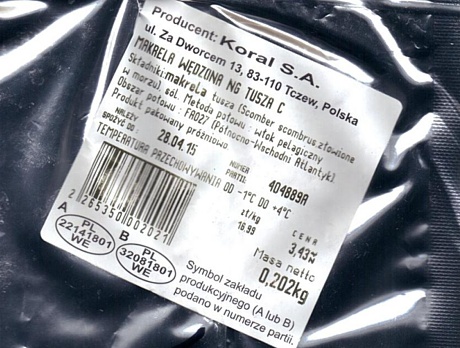 Producent: Koral S.A.
ul. Za Dworcem 13, 83-110 Tczew, Polska
MAKRELA WĘDZONA NG TUSZA C
Składniki:makrela tusza (Scomber scombrus złowione
w morzu), sól. Metoda połowu : włok pelagiczny
Obszar połowu : FAO27 (Północno-Wschodni Atlantyk).
Produkt pakowany próżniowo
NALEŻY
SPOŻYĆ DO : 28.04.15
NUMER
PARTII: 104889A
TEMPERATURA PRZECHOWYWANIA OD -1°C DO +4°C
zł/kg
16.99
CENA
3,43zł
Masa netto
0,202kg
2 265350 002021
A
PL
22141801
WE
B
PL
32081801
WE
Symbol zakładu
produkcyjnego (A lub B)
podano w numerze partii.